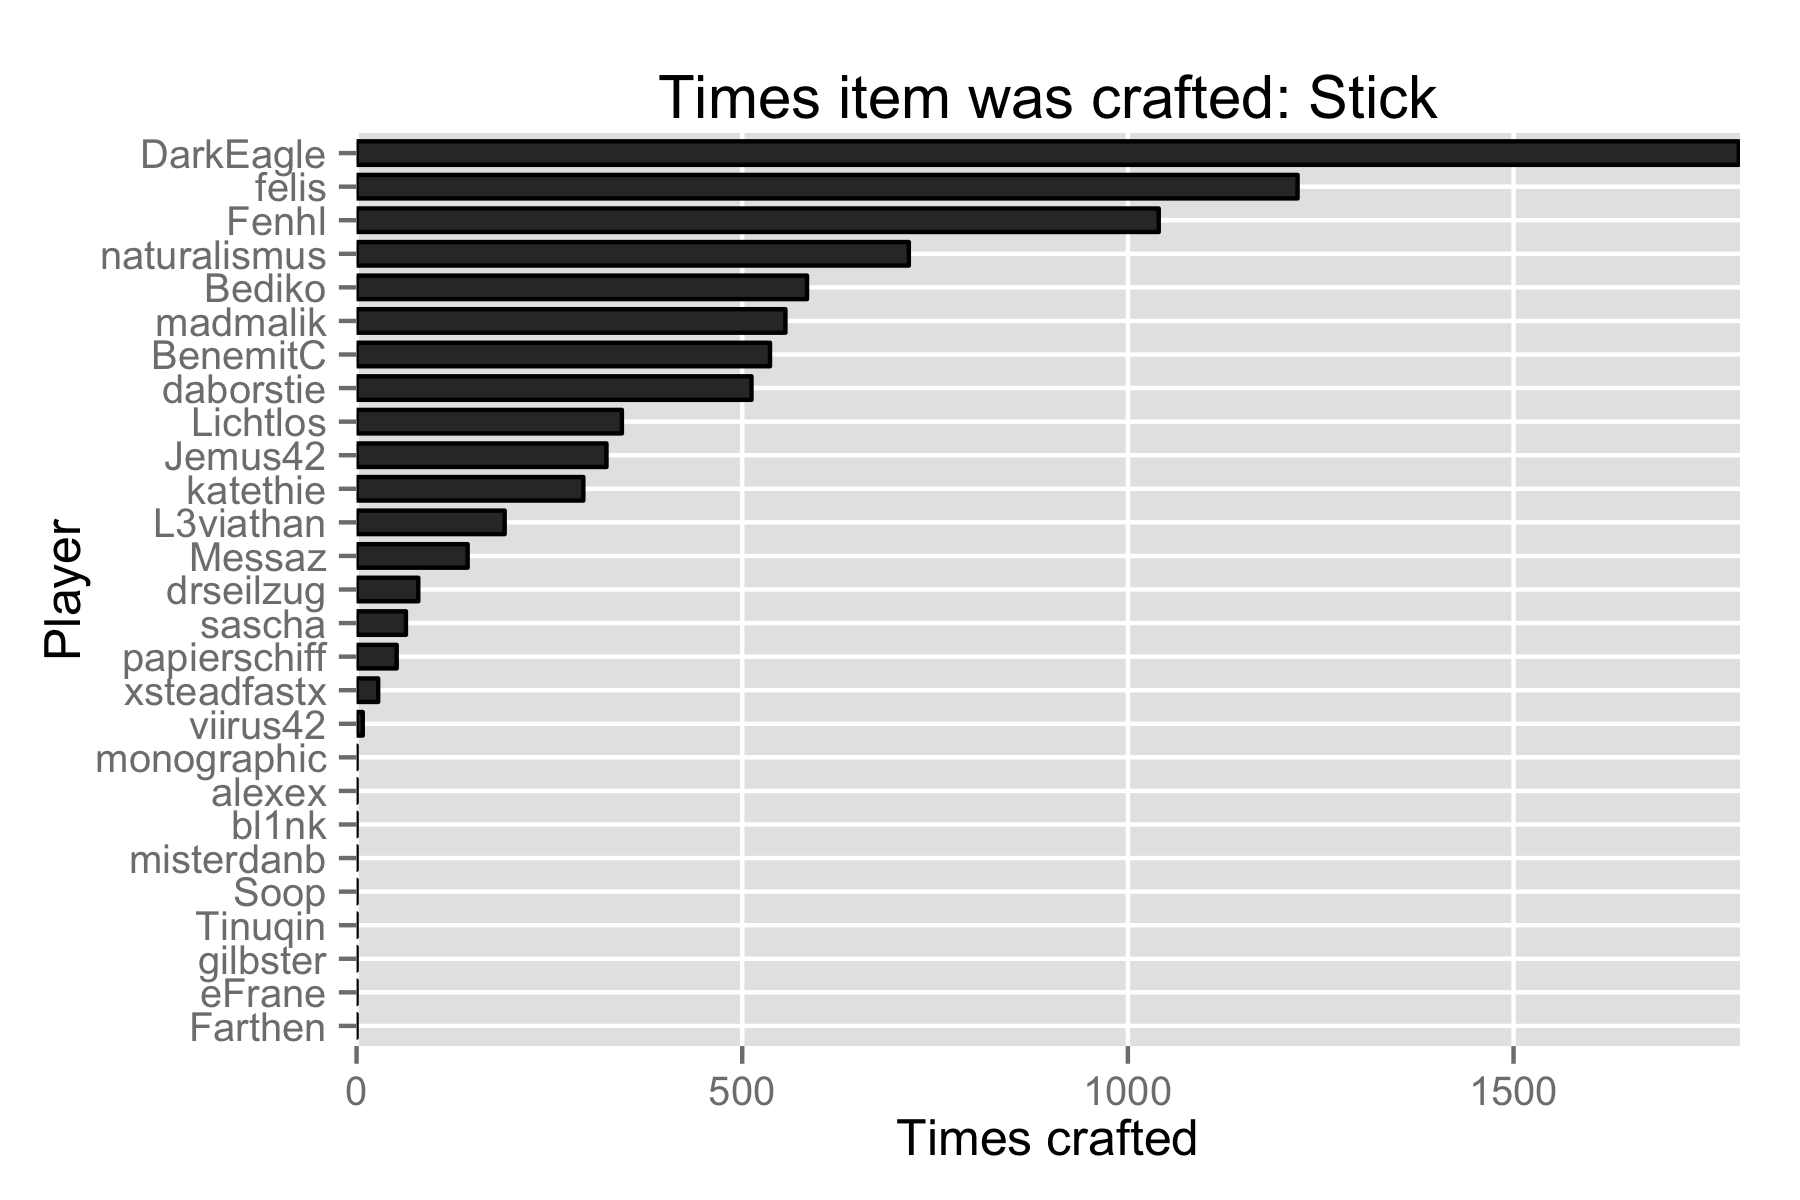 Times item was crafted: Stick
DarkEagle
felis
Fenhl
naturalismus
Bediko
madmalik
BenemitC
daborstie
Lichtlos
Jemus42
katethie
L3viathan
Messaz
drseilzug
sascha
papierschiff
xsteadfastx
viirus42
monographic
alexex
bl1nk
misterdanb
Soop
Tinuqin
gilbster
eFrane
Farthen
Player
0 500 1000 1500
Times crafted